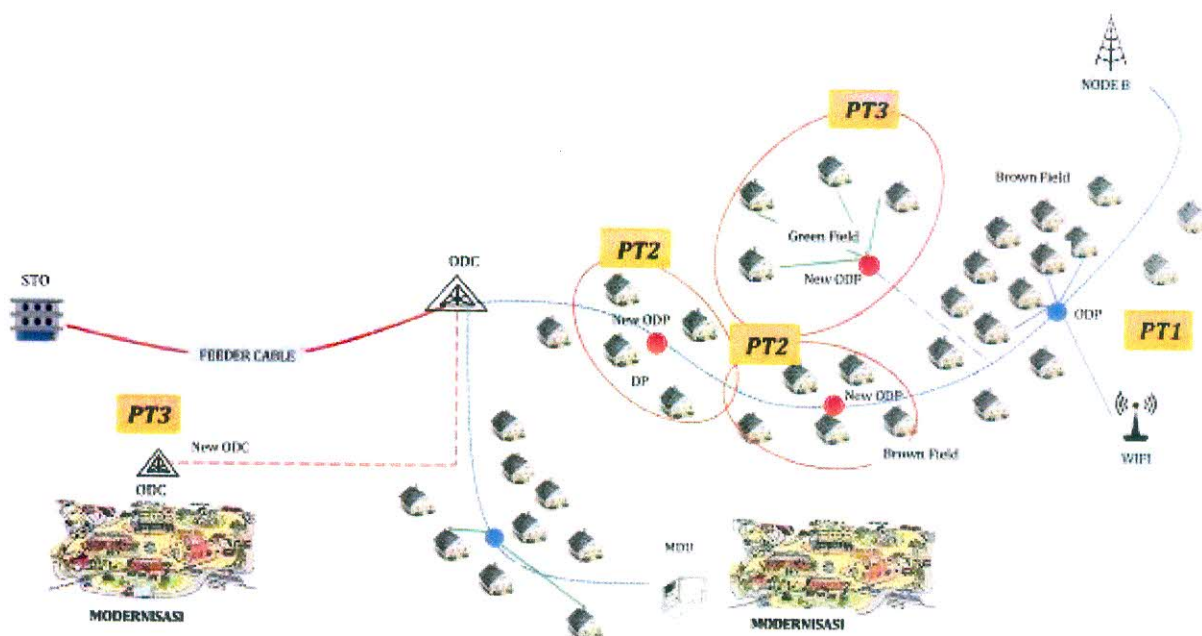 NODE B
PT3
Brown Field
Green Field
PT2
ODC
STO
New ODP
New ODP
ODP
PT1
PT2
FEEDER CABLE
DP
New ODP
PT3
New ODC
Brown Field
WIFI
ODC
MDU
MODERNISASI
MODERNISASI